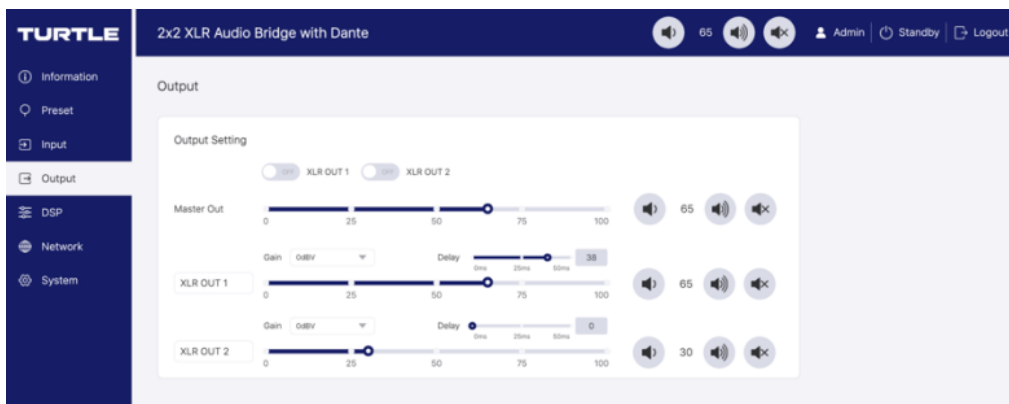 TURTLE
2x2 XLR Audio Bridge with Dante
65
Admin
Standby
Logout
Information
Preset
Input
Output
DSP
Network
System
Output
Output Setting
OFF XLR OUT 1 OFF XLR OUT 2
Master Out
0 25 50 75 100
65
Gain 0dBV Delay 38
0ms 25ms 50ms
XLR OUT 1
0 25 50 75 100
65
Gain 0dBV Delay 0
0ms 25ms 50ms
XLR OUT 2
0 25 50 75 100
30